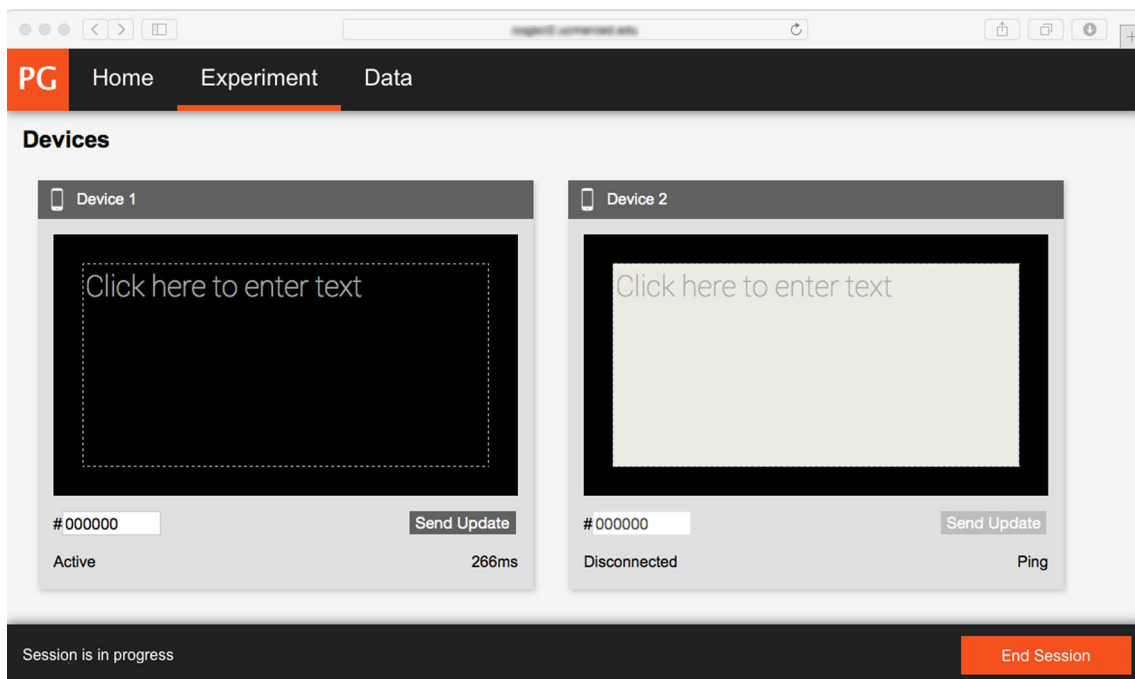 PG Home Experiment Data
Devices
Device 1
Click here to enter text
#000000 Send Update
Active 266ms
Device 2
Click here to enter text
#000000 Send Update
Disconnected Ping
Session is in progress End Session